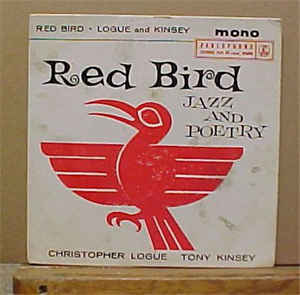 RED BIRD · LOGUE and KINSEY
mono
PARLOPHONE
Red Bird
JAZZ
AND
POETRY
CHRISTOPHER LOGUE TONY KINSEY